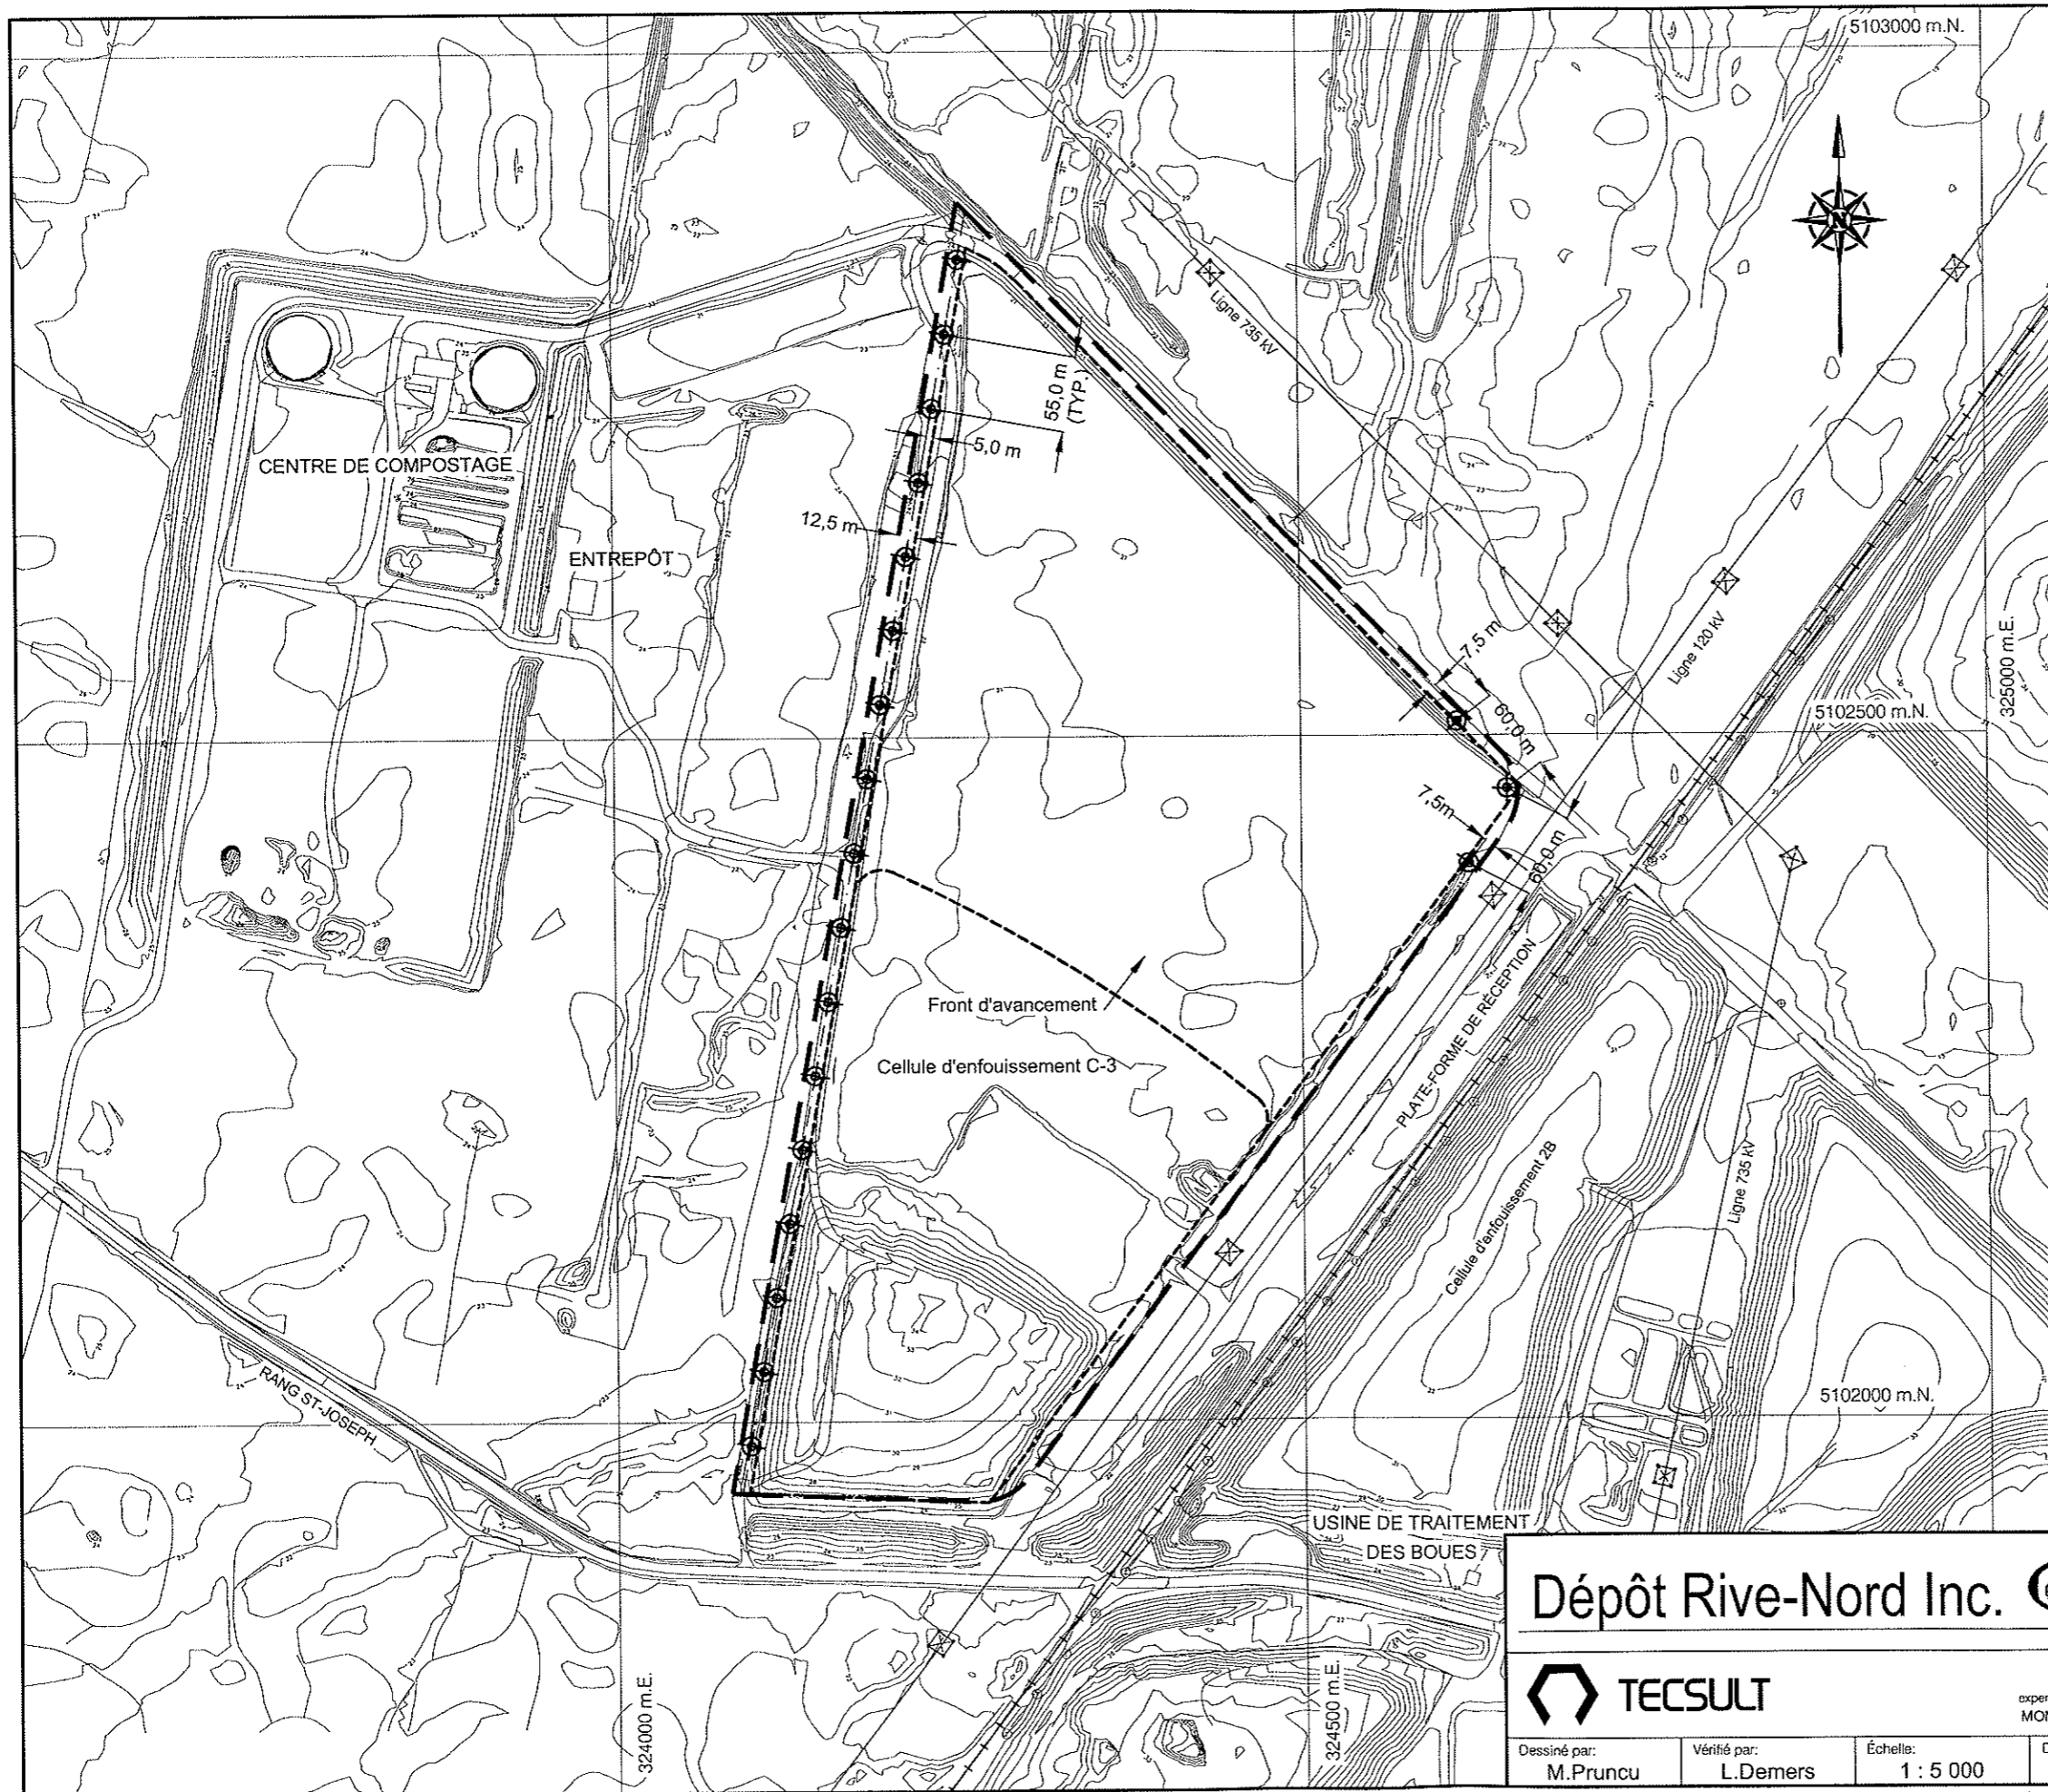 5103000 m.N.
Ligne 735 kV
55,0 m
(TYP.)
5,0 m
CENTRE DE COMPOSTAGE
12,5 m
ENTREPÔT
Ligne 120 kV
7,5 m
325000 m.E.
60,0 m
5102500 m.N.
7,5m
60,0 m
PLATE-FORME DE RÉCEPTION
Front d'avancement
Cellule d'enfouissement C-3
Ligne 735 kV
Cellule d'enfouissement 2B
5102000 m.N.
RANG ST-JOSEPH
USINE DE TRAITEMENT
DES BOUES
324000 m.E.
324500 m.E.
Dépôt Rive-Nord Inc.
TECSULT
Dessiné par:
M.Pruncu
Vérifié par:
L.Demers
Échelle:
1 : 5 000